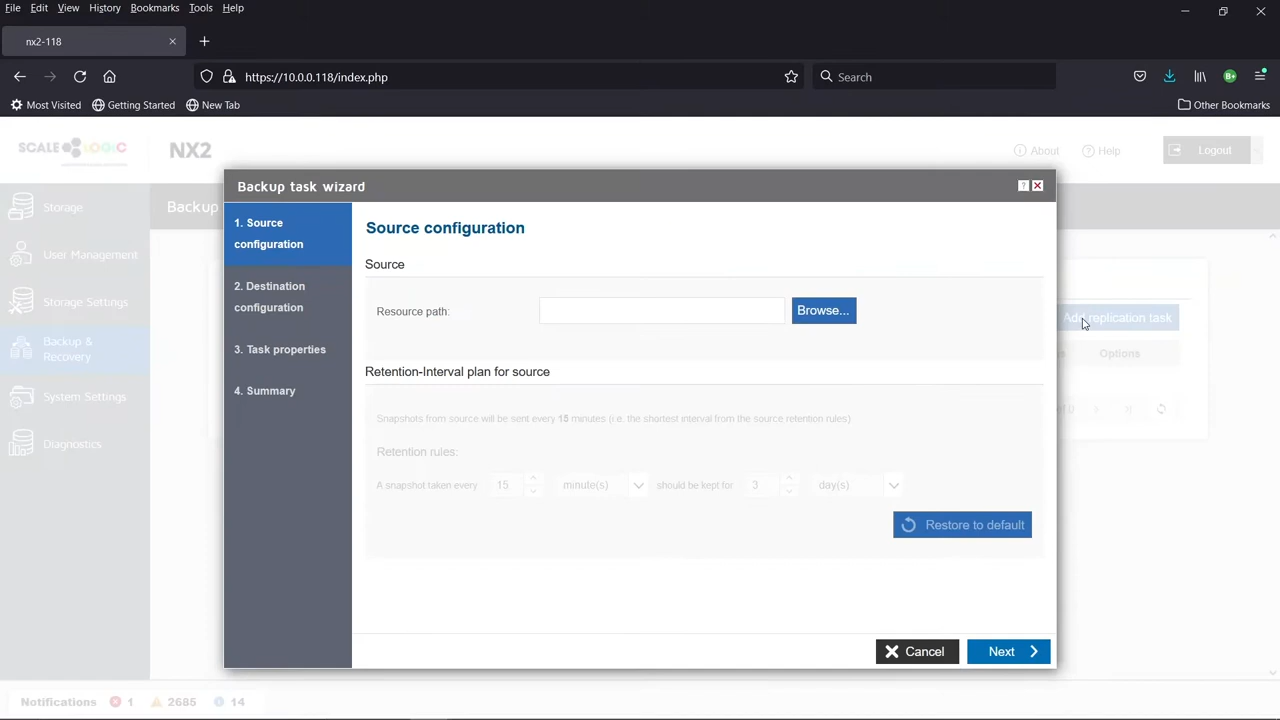 File Edit View History Bookmarks Tools Help
nx2-118
https://10.0.0.118/index.php
Search
Most Visited Getting Started New Tab
Other Bookmarks
SCALE LOGIC NX2
About Help Logout
Backup
Storage
User Management
Storage Settings
Backup &
Recovery
System Settings
Diagnostics
Backup task wizard
1. Source
configuration
2. Destination
configuration
3. Task properties
4. Summary
Source configuration
Source
Resource path:
Browse...
Retention-Interval plan for source
Snapshots from source will be sent every 15 minutes (i.e. the shortest interval from the source retention rules)
Retention rules:
A snapshot taken every 15 minute(s) should be kept for 3 day(s)
Restore to default
Cancel Next
Add replication task
Options
Notifications 1 2685 14